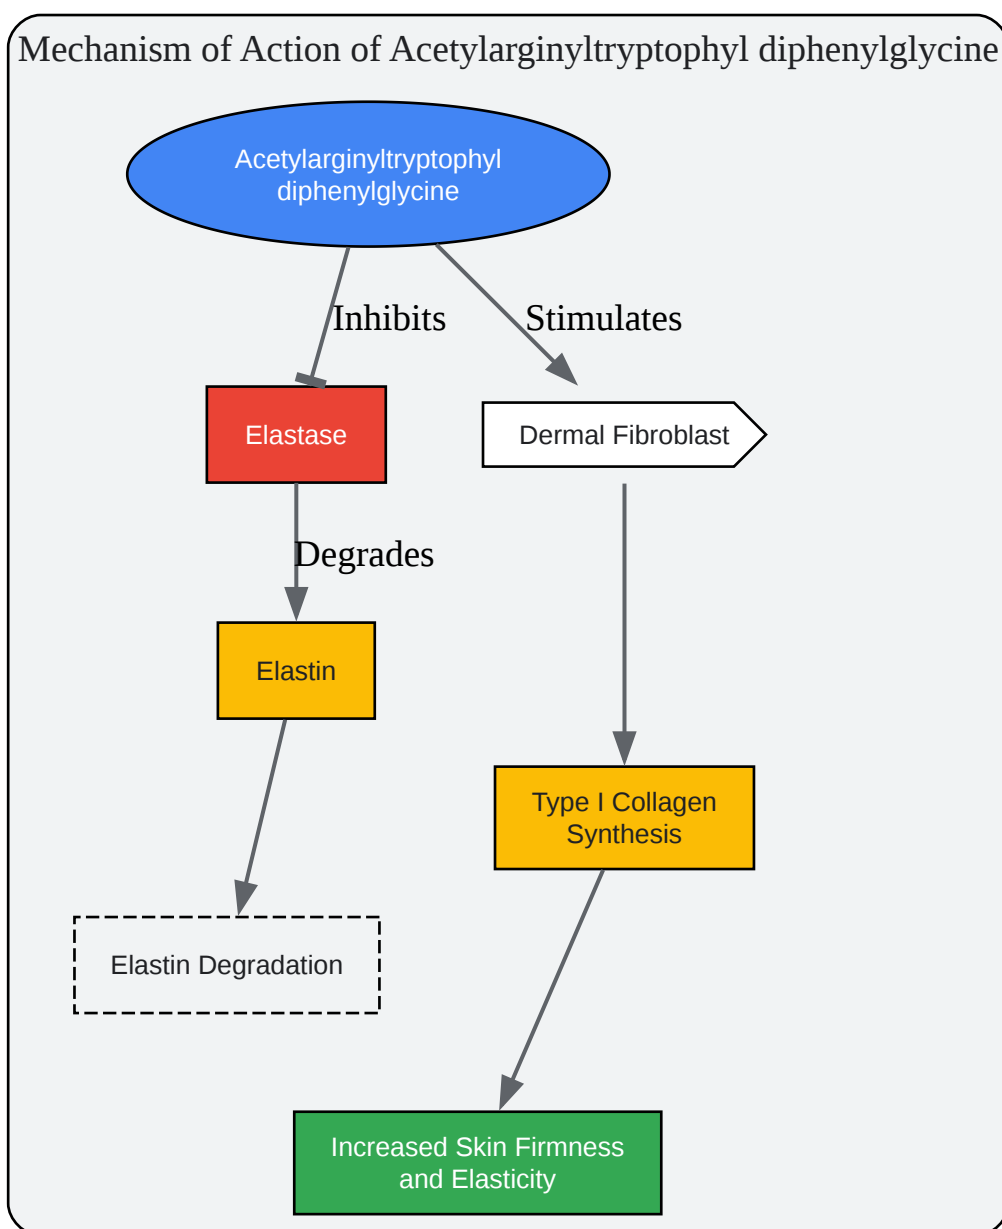 Mechanism of Action of Acetylarginyltryptophyl diphenylglycine
Acetylarginyltryptophyl
diphenylglycine
Inhibits
Stimulates
Elastase
Dermal Fibroblast
Degrades
Elastin
Type I Collagen
Synthesis
Elastin Degradation
Increased Skin Firmness
and Elasticity